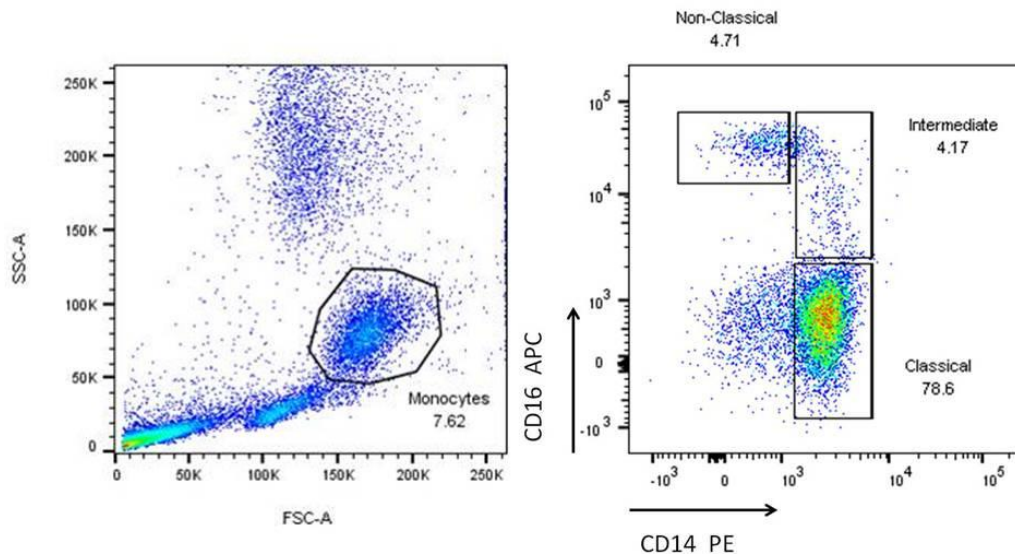 Non-Classical
4.71
250K
200K
150K
100K
50K
0
SSC-A
Monocytes
7.62
0
50K
100K
150K
200K
250K
FSC-A
10^5
10^4
10^3
0
-10^3
CD16 APC
Intermediate
4.17
Classical
78.6
-10^3
0
10^3
10^4
10^5
CD14 PE